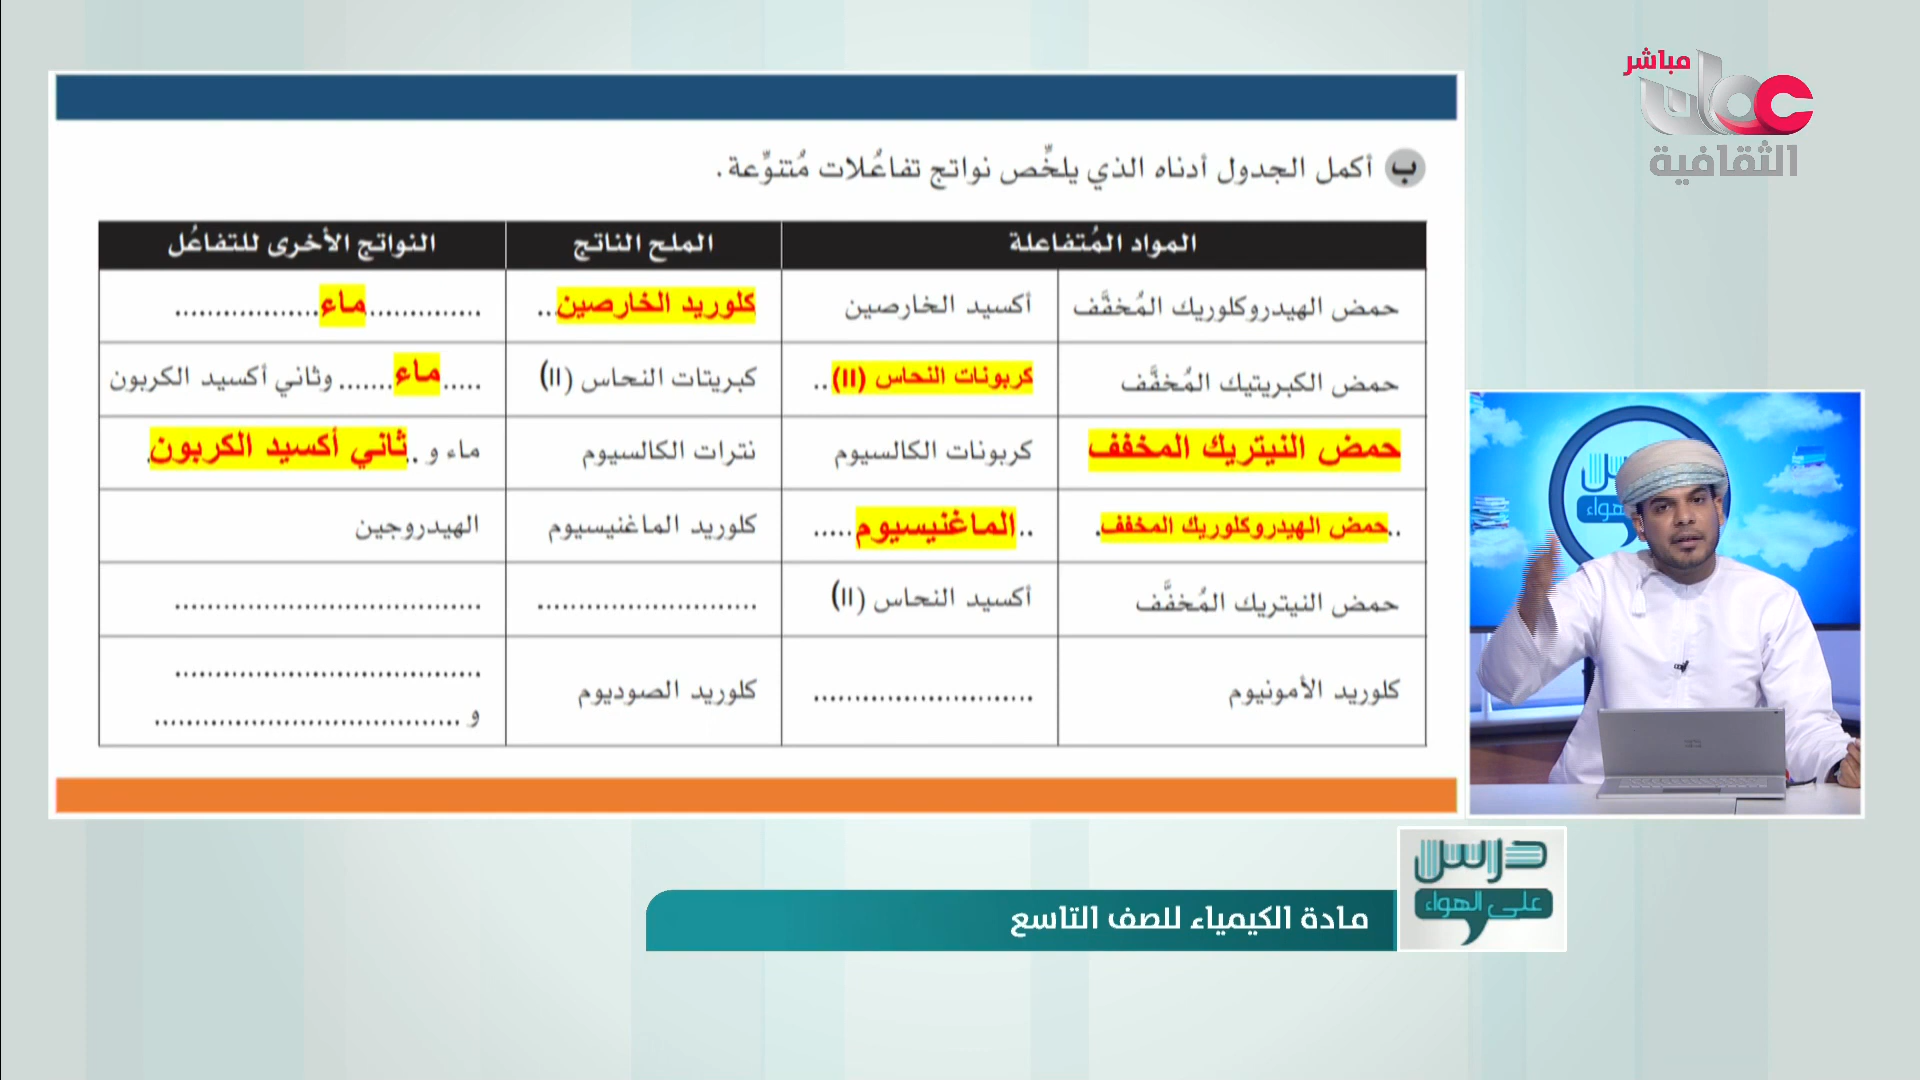 مباشر
عمان
الثقافية
ب أكمل الجدول أدناه الذي يلخِّص نواتج تفاعُلات مُتنوِّعة.
المواد المُتفاعلة	الملح الناتج	النواتج الأخرى للتفاعُل
حمض الهيدروكلوريك المُخفَّف	أكسيد الخارصين	كلوريد الخارصين..	..............ماء..................
حمض الكبريتيك المُخفَّف	كربونات النحاس (II)..	كبريتات النحاس (II)	.....ماء....... وثاني أكسيد الكربون
حمض النيتريك المخفف	كربونات الكالسيوم	نترات الكالسيوم	ماء و ..ثاني أكسيد الكربون.
..حمض الهيدروكلوريك المخفف.	..الماغنيسيوم.....	كلوريد الماغنيسيوم	الهيدروجين
حمض النيتريك المُخفَّف	أكسيد النحاس (II)	...........................	......................................
كلوريد الأمونيوم	...........................	كلوريد الصوديوم	......................................
و ......................................
درس
على الهواء
مادة الكيمياء للصف التاسع